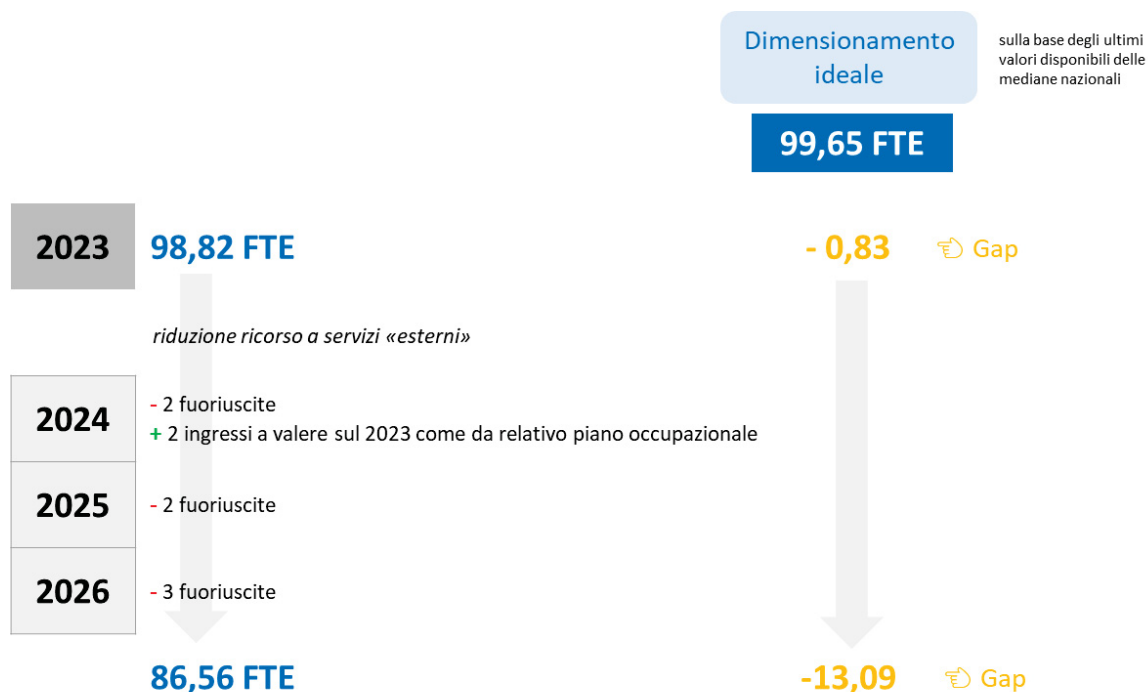 Dimensionamento
ideale
sulla base degli ultimi
valori disponibili delle
mediane nazionali
99,65 FTE
2023
98,82 FTE
- 0,83
Gap
riduzione ricorso a servizi «esterni»
2024
- 2 fuoriuscite
+ 2 ingressi a valere sul 2023 come da relativo piano occupazionale
2025
- 2 fuoriuscite
2026
- 3 fuoriuscite
86,56 FTE
-13,09
Gap